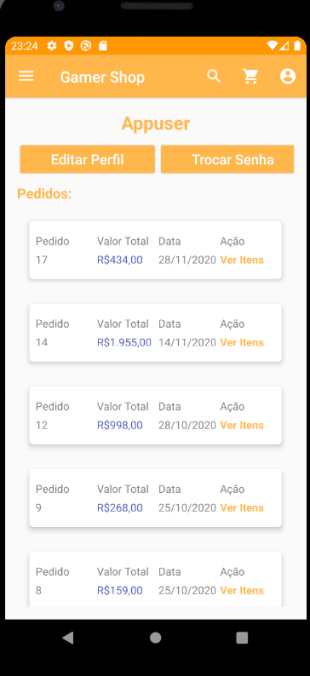 23:24
Gamer Shop
Appuser
Editar Perfil Trocar Senha
Pedidos:
Pedido Valor Total Data Ação
17 R$434,00 28/11/2020 Ver Itens
Pedido Valor Total Data Ação
14 R$1.955,00 14/11/2020 Ver Itens
Pedido Valor Total Data Ação
12 R$998,00 28/10/2020 Ver Itens
Pedido Valor Total Data Ação
9 R$268,00 25/10/2020 Ver Itens
Pedido Valor Total Data Ação
8 R$159,00 25/10/2020 Ver Itens